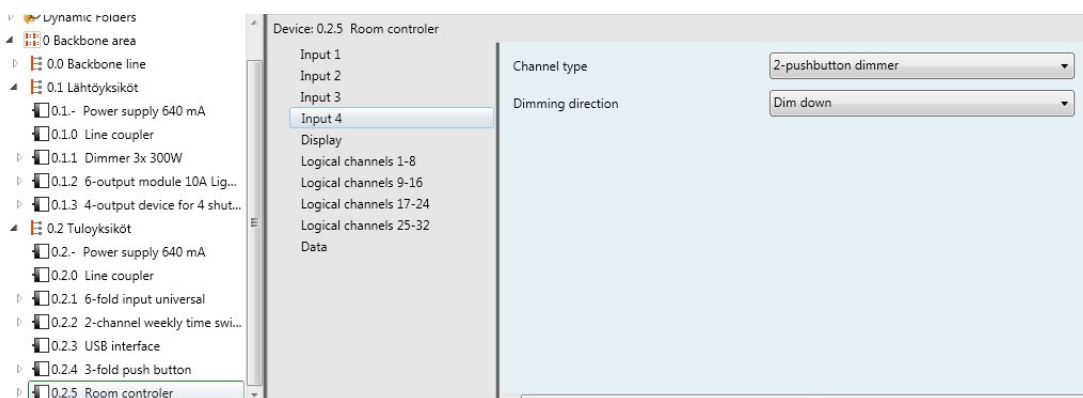 Dynamic Folders
0 Backbone area
0.0 Backbone line
0.1 Lähtöyksiköt
0.1.- Power supply 640 mA
0.1.0 Line coupler
0.1.1 Dimmer 3x 300W
0.1.2 6-output module 10A Lig...
0.1.3 4-output device for 4 shut...
0.2 Tuloyksiköt
0.2.- Power supply 640 mA
0.2.0 Line coupler
0.2.1 6-fold input universal
0.2.2 2-channel weekly time swi...
0.2.3 USB interface
0.2.4 3-fold push button
0.2.5 Room controler
Device: 0.2.5 Room controler
Input 1
Input 2
Input 3
Input 4
Display
Logical channels 1-8
Logical channels 9-16
Logical channels 17-24
Logical channels 25-32
Data
Channel type 2-pushbutton dimmer
Dimming direction Dim down